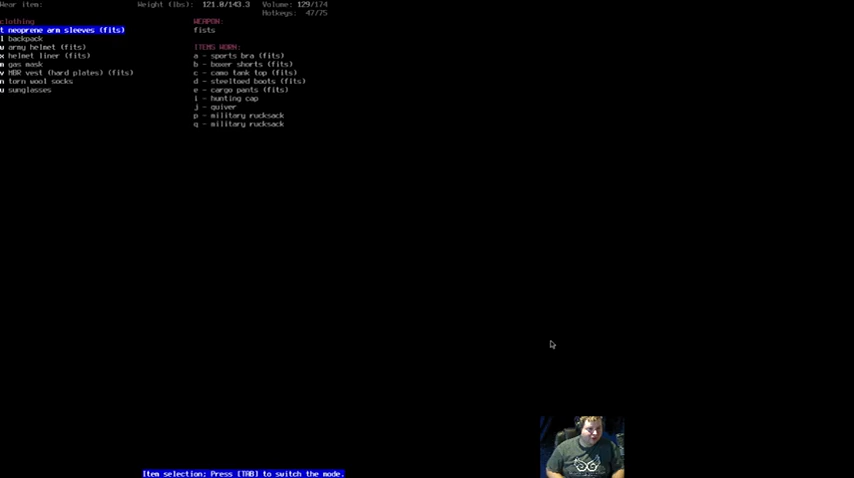 Wear item: Weight (lbs): 121.0/143.3 Volume: 129/174
Hotkeys: 47/75
clothing
t neoprene arm sleeves (fits)
l backpack
w army helmet (fits)
x helmet liner (fits)
m gas mask
v MBR vest (hard plates) (fits)
n torn wool socks
u sunglasses
WEAPON:
fists
ITEMS WORN:
a - sports bra (fits)
b - boxer shorts (fits)
c - camo tank top (fits)
d - steeltoed boots (fits)
e - cargo pants (fits)
i - hunting cap
j - quiver
p - military rucksack
q - military rucksack
Item selection; Press [TAB] to switch the mode.